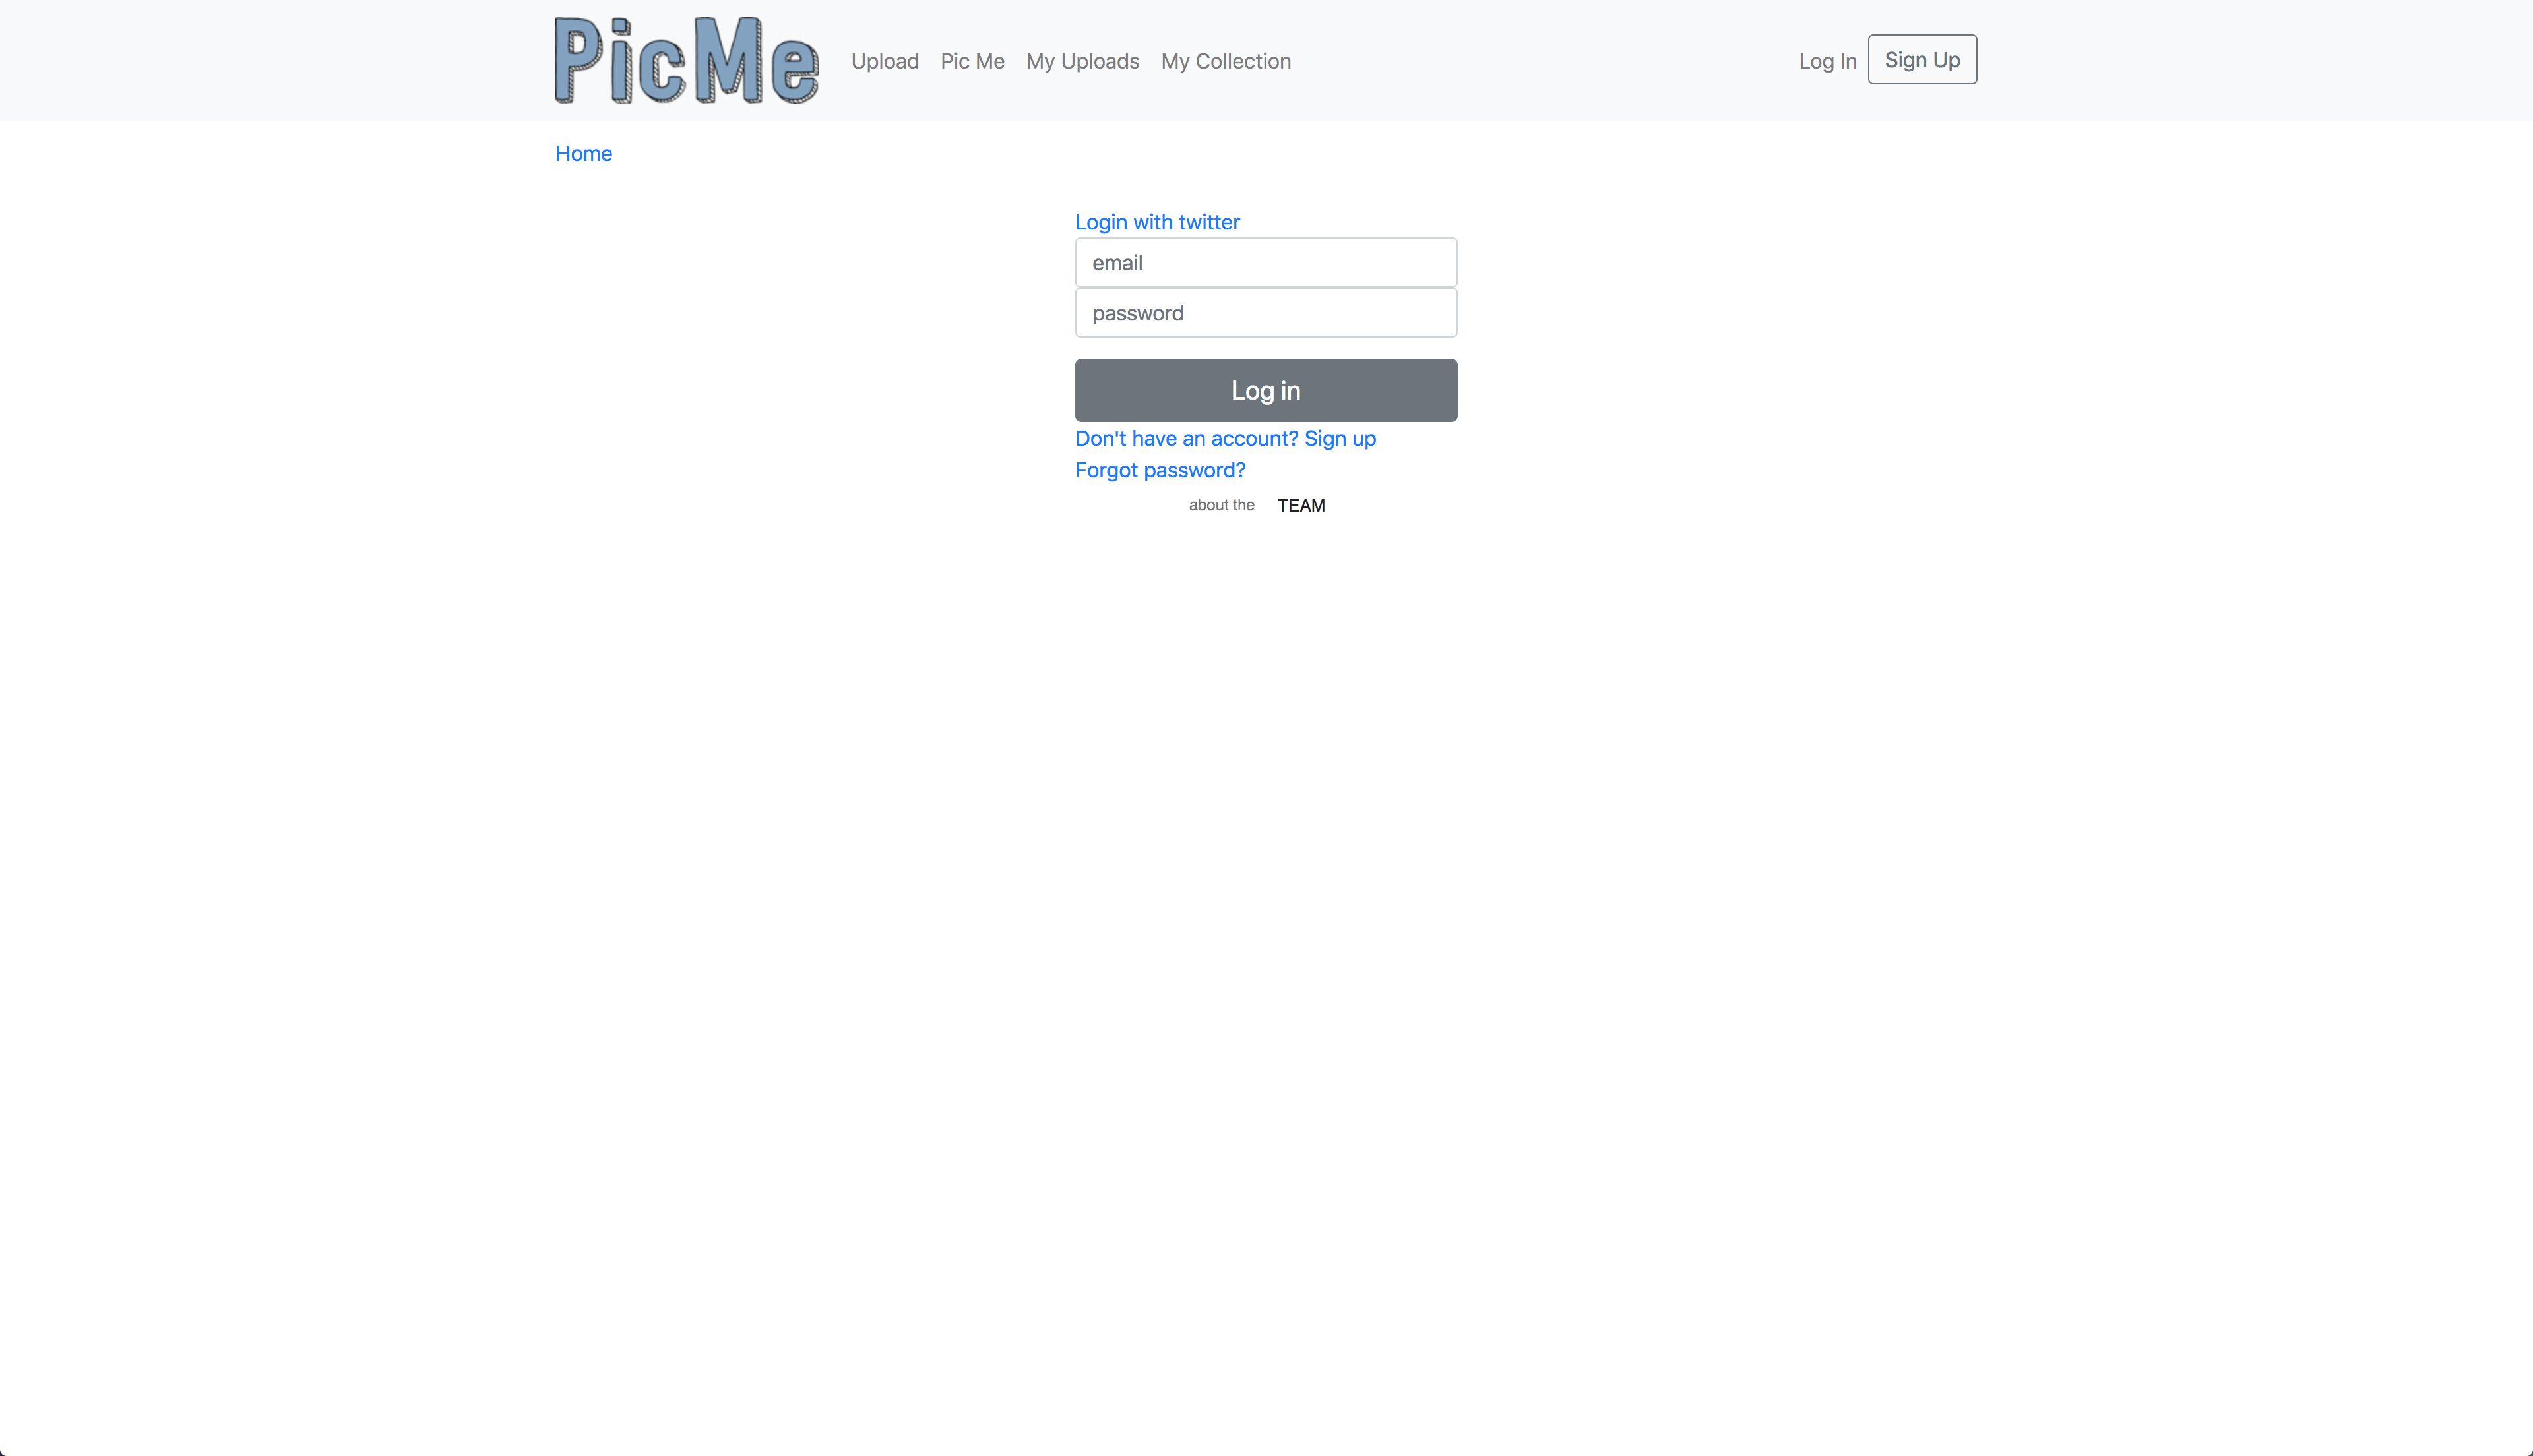 PicMe Upload Pic Me My Uploads My Collection Log In Sign Up
Home
Login with twitter
email
password
Log in
Don't have an account? Sign up
Forgot password?
about the TEAM